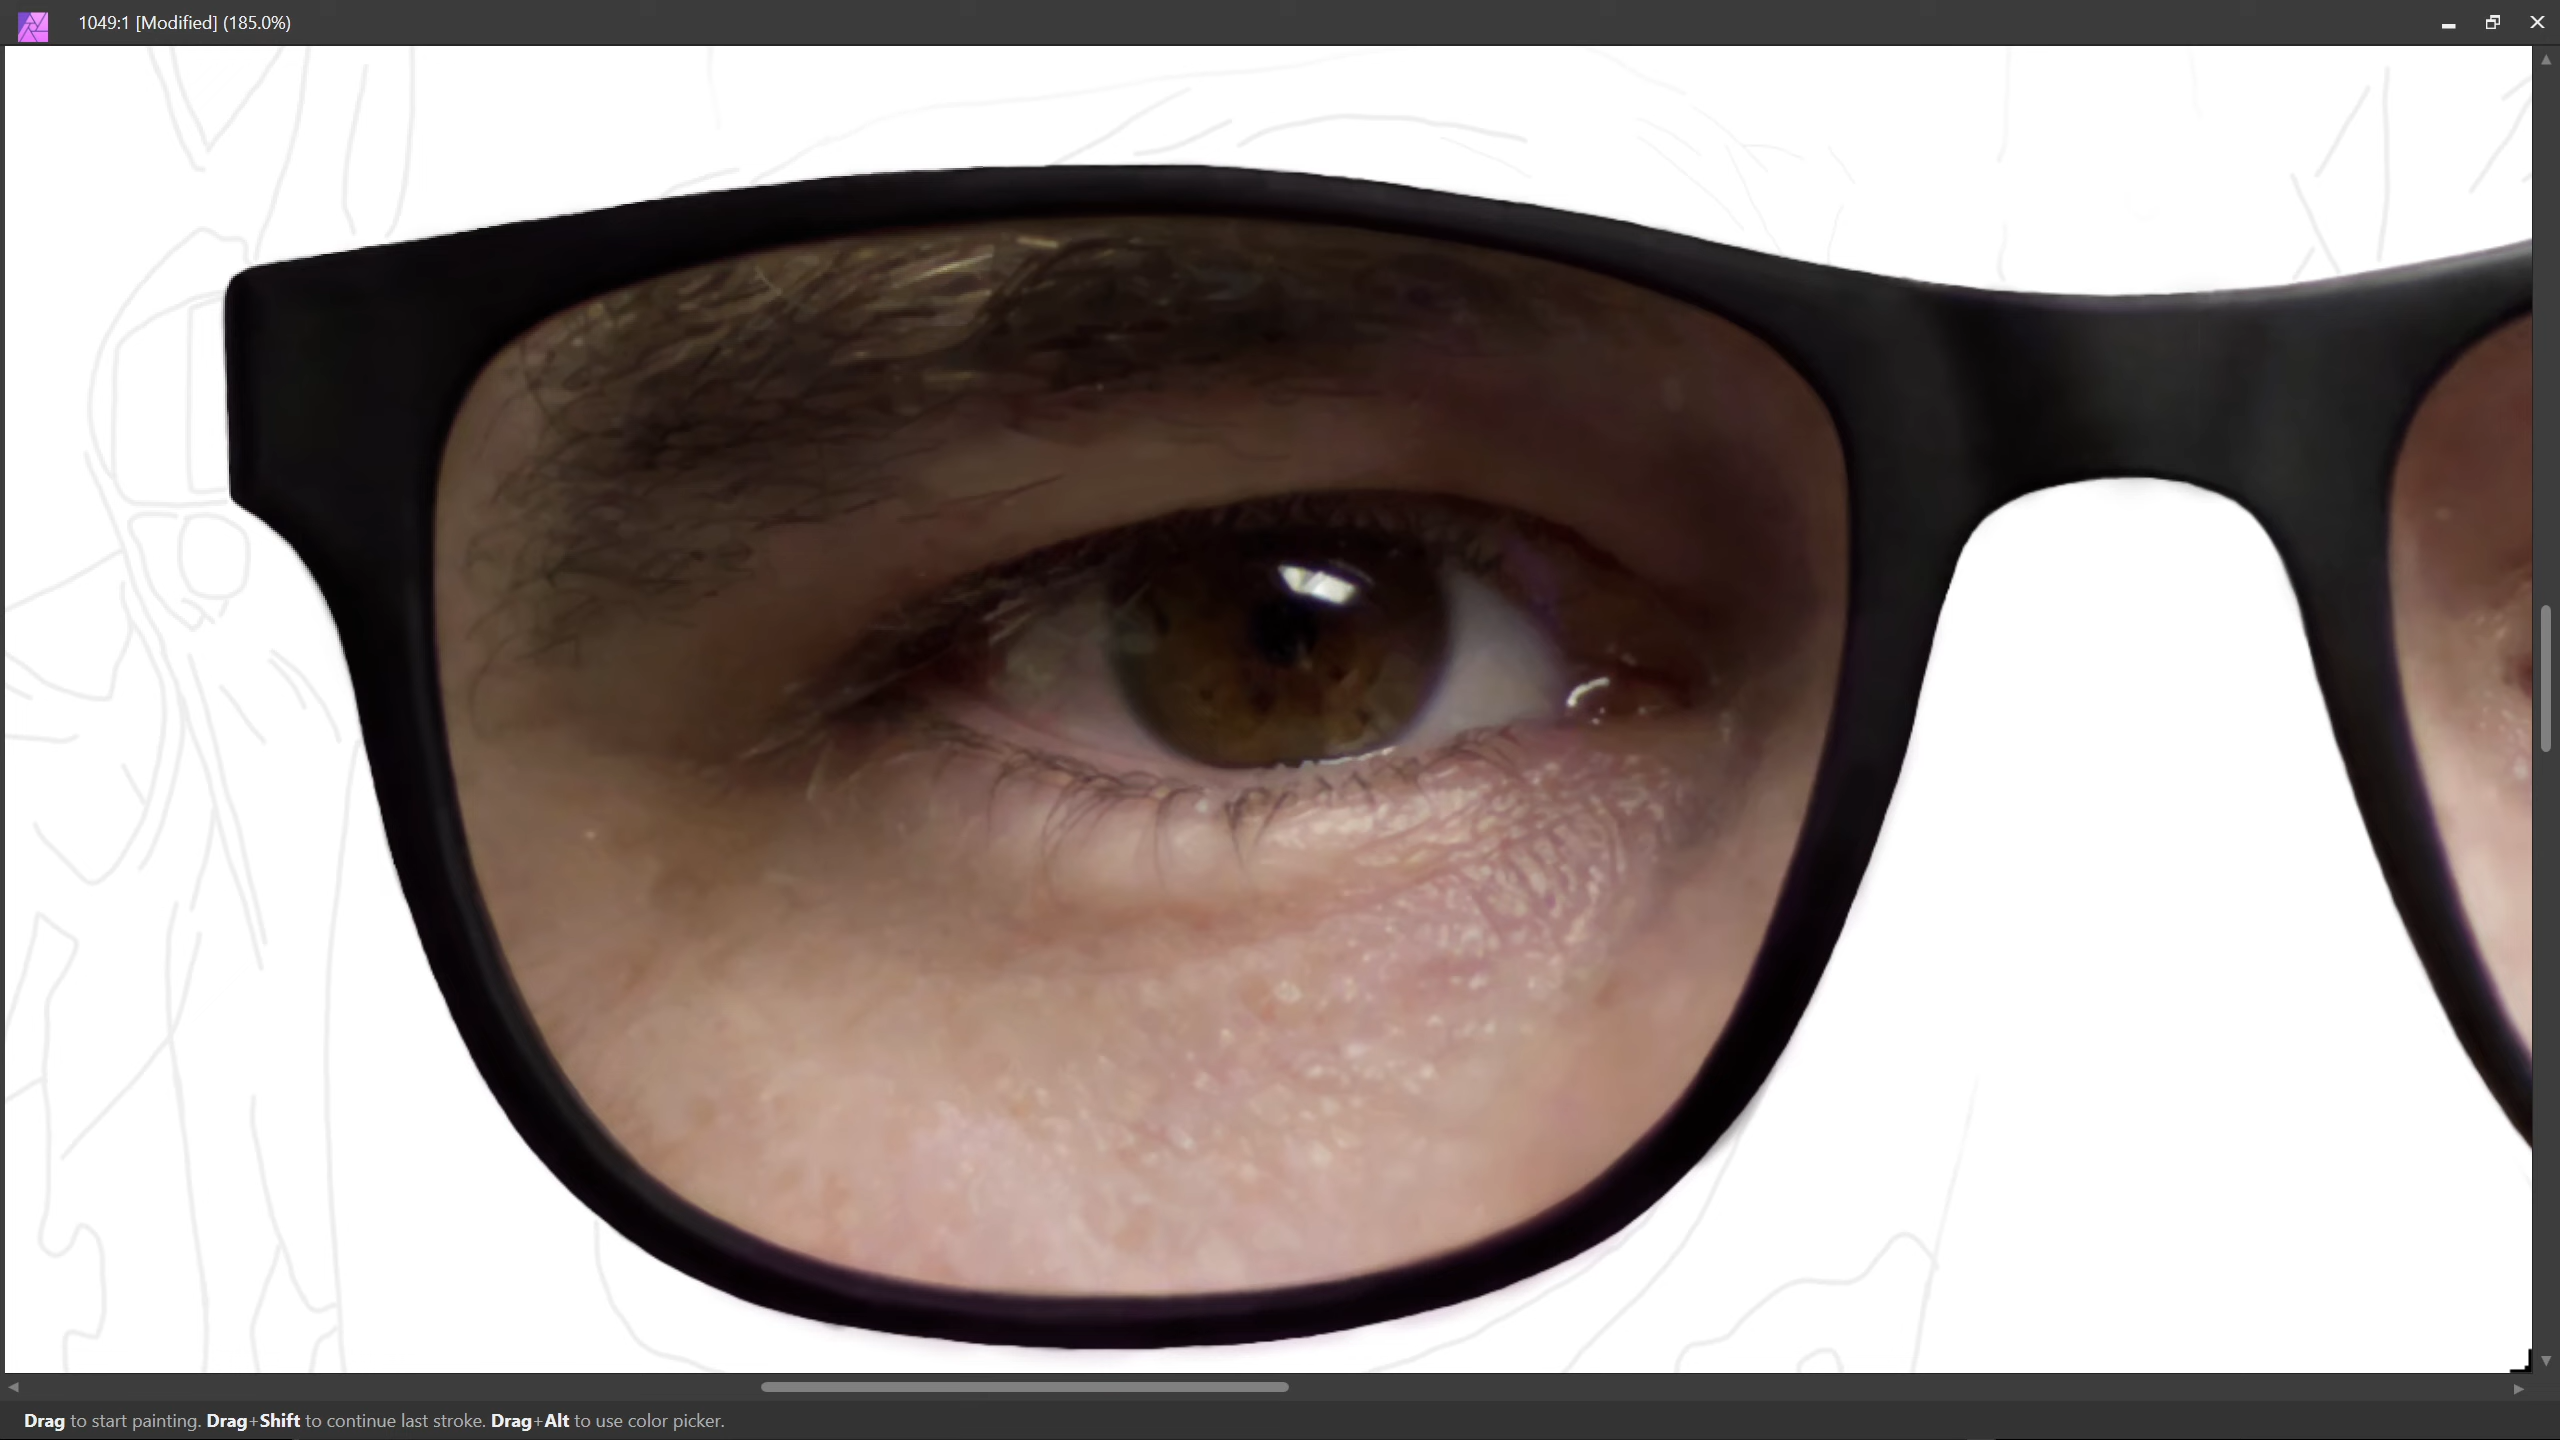 1049:1 [Modified] (185.0%)
Drag to start painting. Drag+Shift to continue last stroke. Drag+Alt to use color picker.